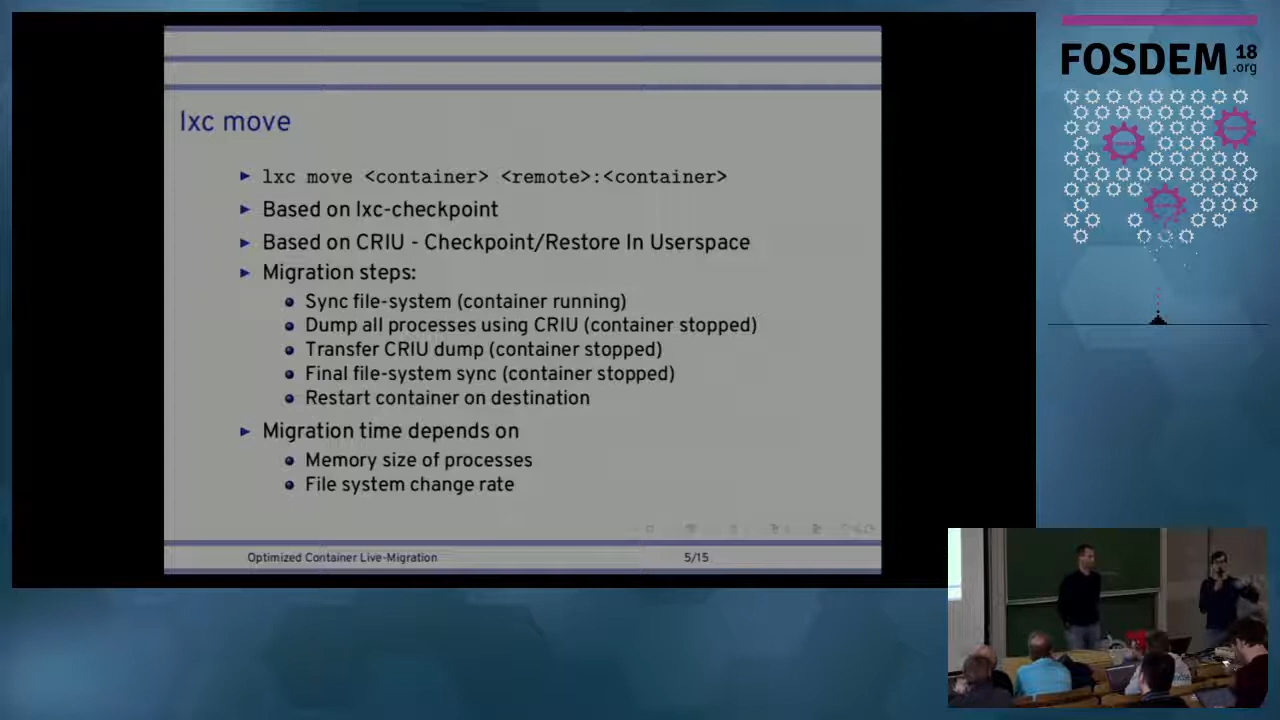 lxc move
lxc move <container> <remote>:<container>
Based on lxc-checkpoint
Based on CRIU - Checkpoint/Restore In Userspace
Migration steps:
Sync file-system (container running)
Dump all processes using CRIU (container stopped)
Transfer CRIU dump (container stopped)
Final file-system sync (container stopped)
Restart container on destination
Migration time depends on
Memory size of processes
File system change rate
Optimized Container Live-Migration 5/15
FOSDEM 18
.org